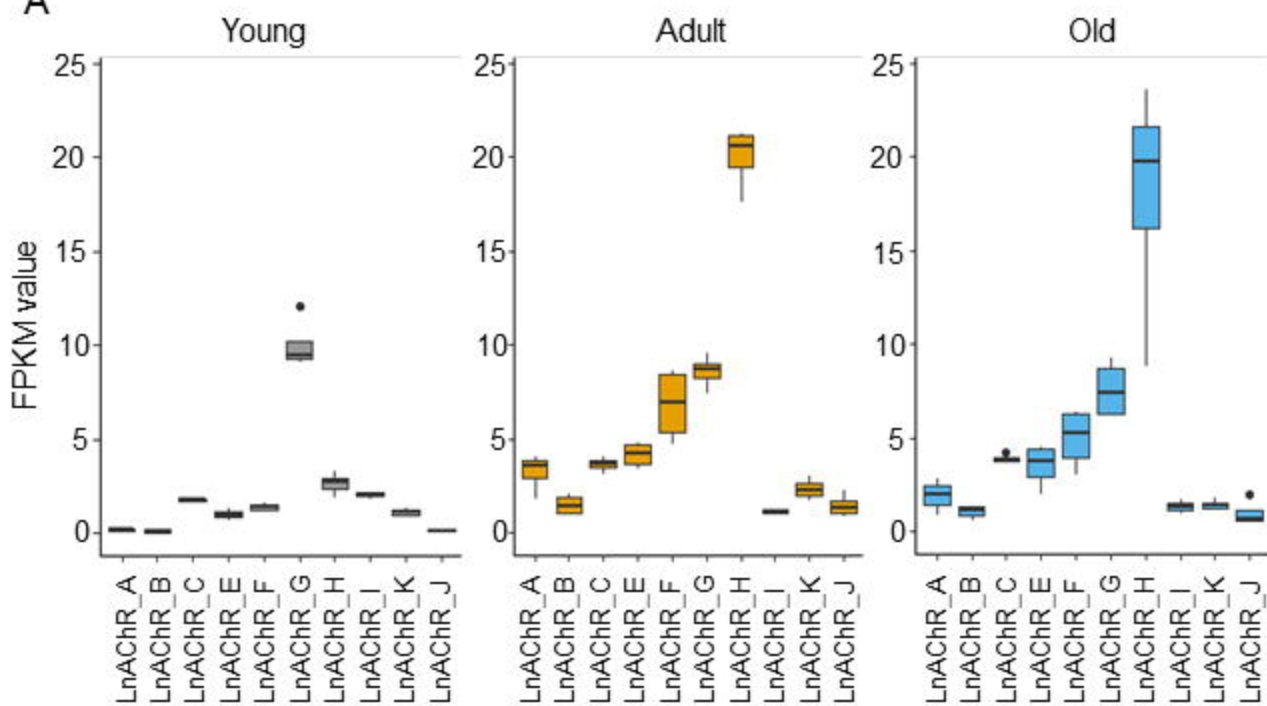 A
Young
Adult
Old
FPKM value
25
20
15
10
5
0
LnAChR_A
LnAChR_B
LnAChR_C
LnAChR_E
LnAChR_F
LnAChR_G
LnAChR_H
LnAChR_I
LnAChR_K
LnAChR_J
25
20
15
10
5
0
LnAChR_A
LnAChR_B
LnAChR_C
LnAChR_E
LnAChR_F
LnAChR_G
LnAChR_H
LnAChR_I
LnAChR_K
LnAChR_J
25
20
15
10
5
0
LnAChR_A
LnAChR_B
LnAChR_C
LnAChR_E
LnAChR_F
LnAChR_G
LnAChR_H
LnAChR_I
LnAChR_K
LnAChR_J